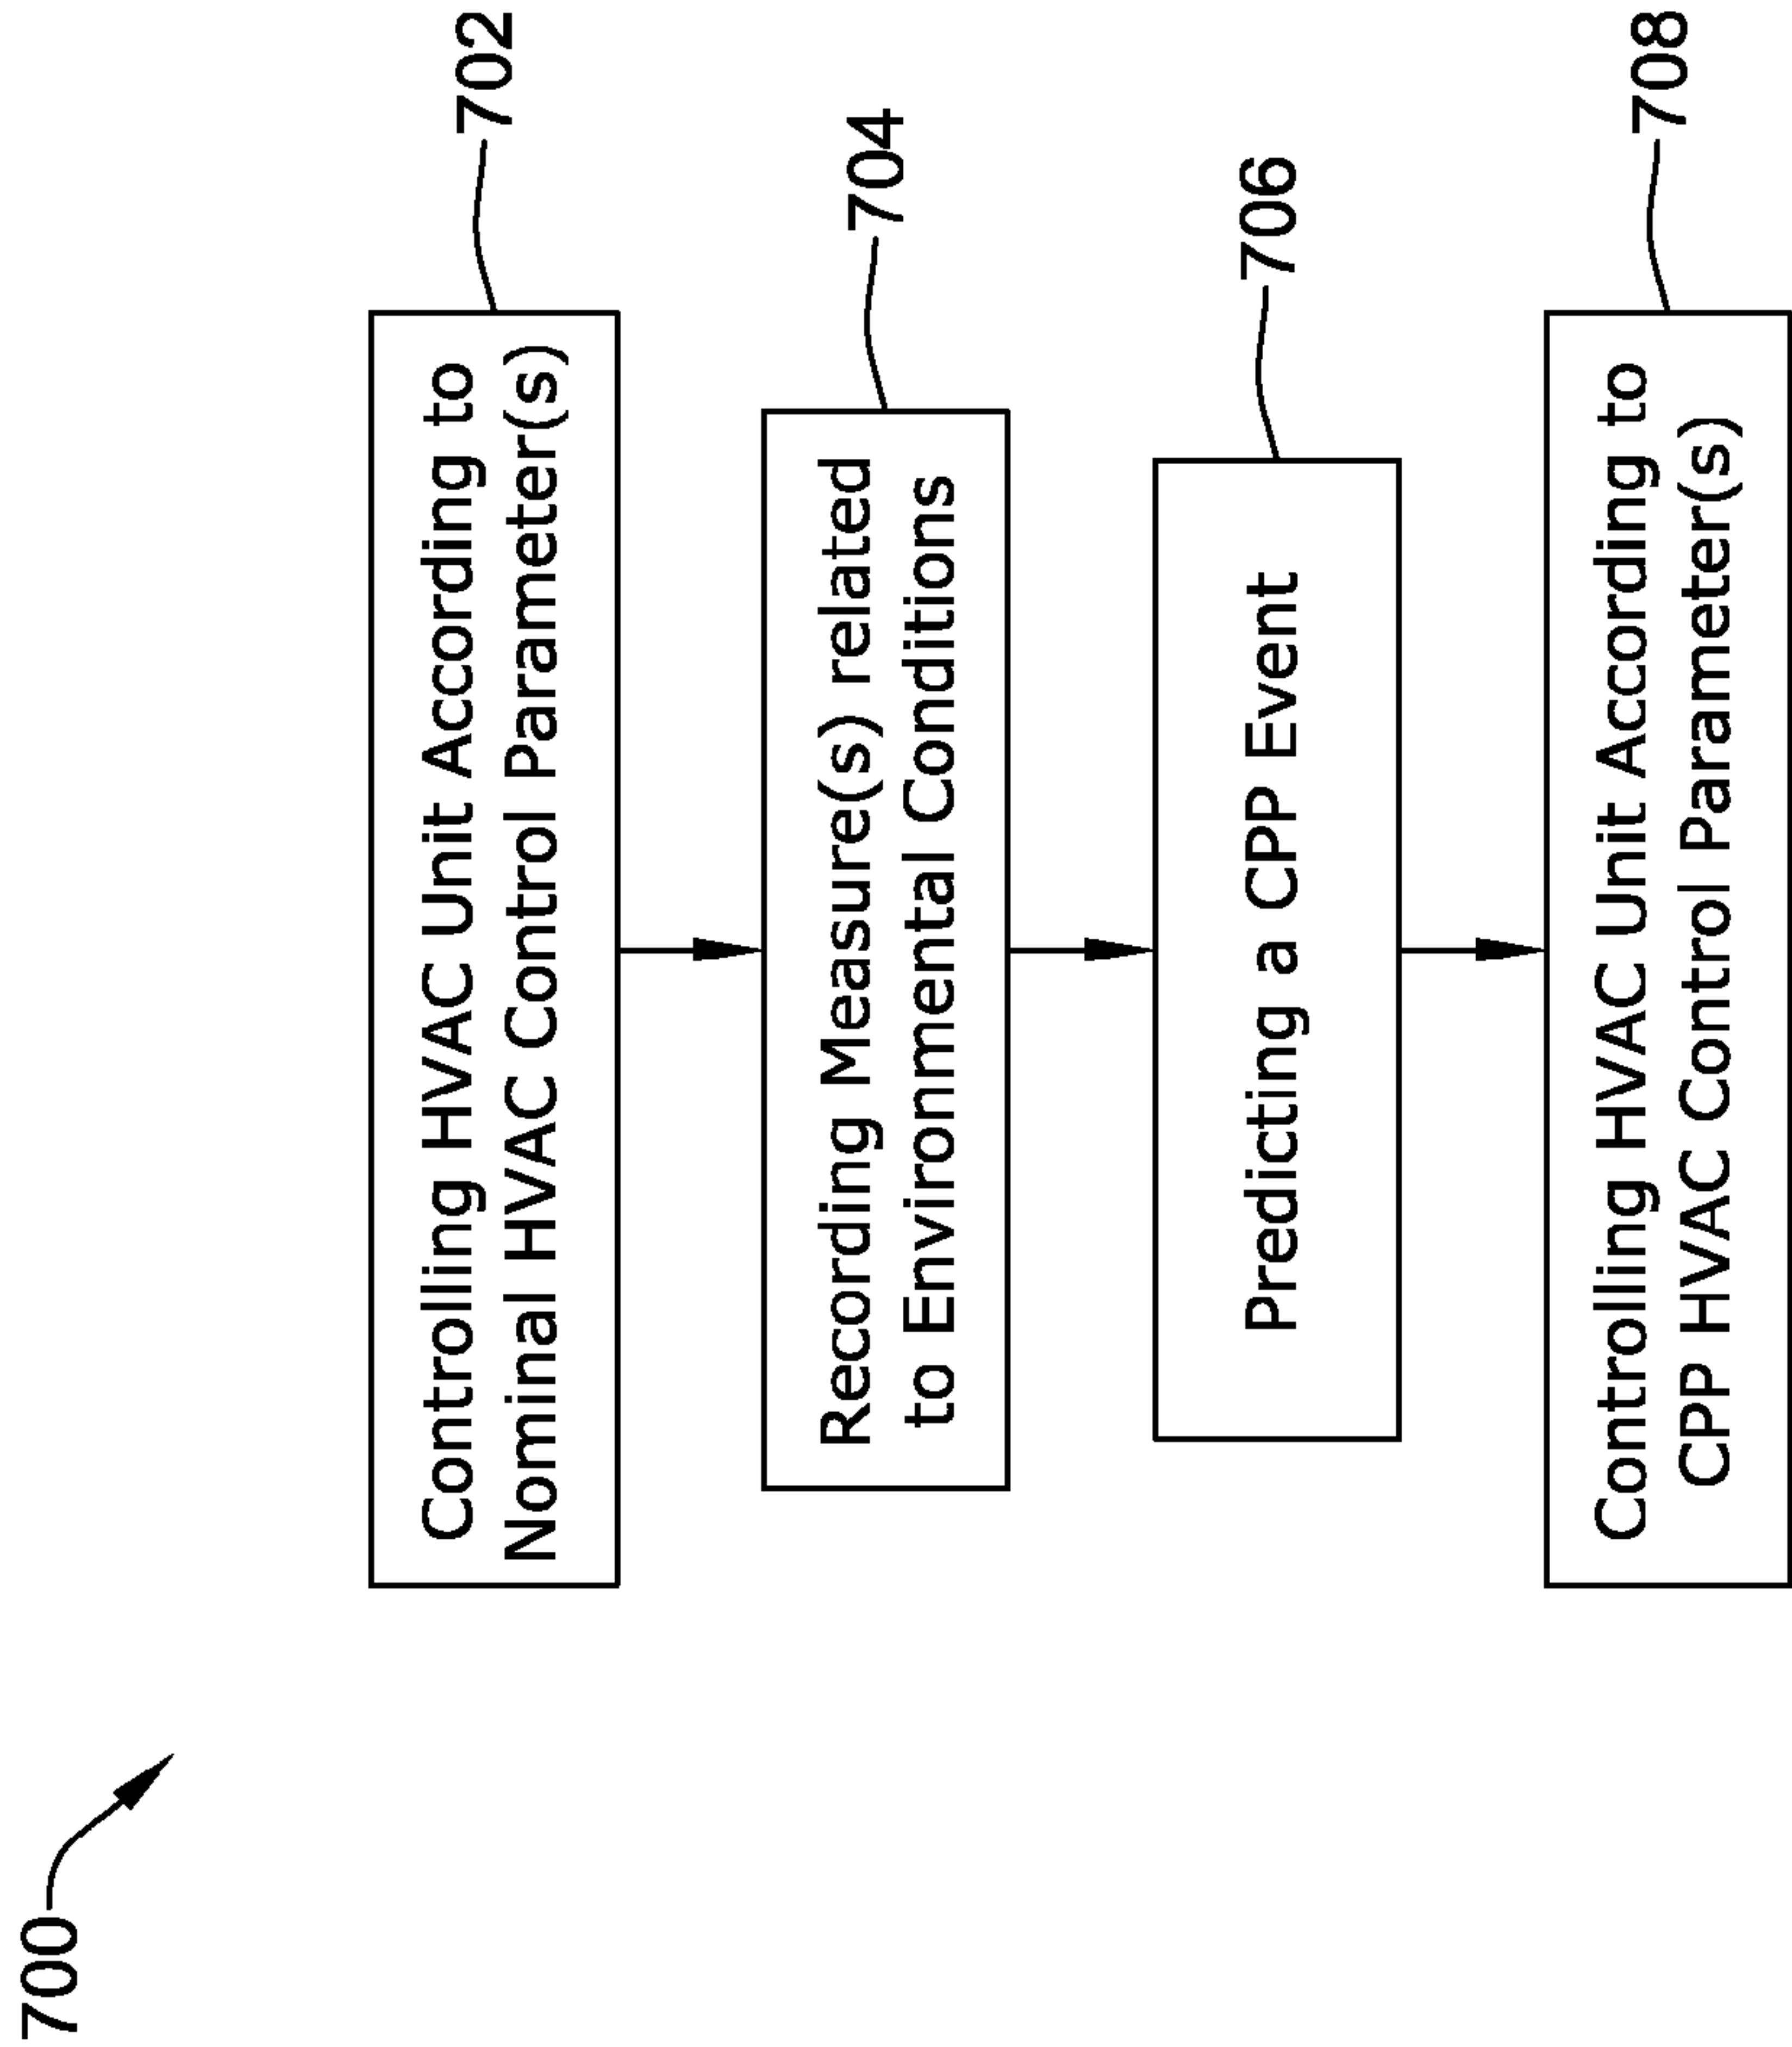 700
Controlling HVAC Unit According to
Nominal HVAC Control Parameter(s)
702
Recording Measure(s) related
to Environmental Conditions
704
Predicting a CPP Event
706
Controlling HVAC Unit According to
CPP HVAC Control Parameter(s)
708